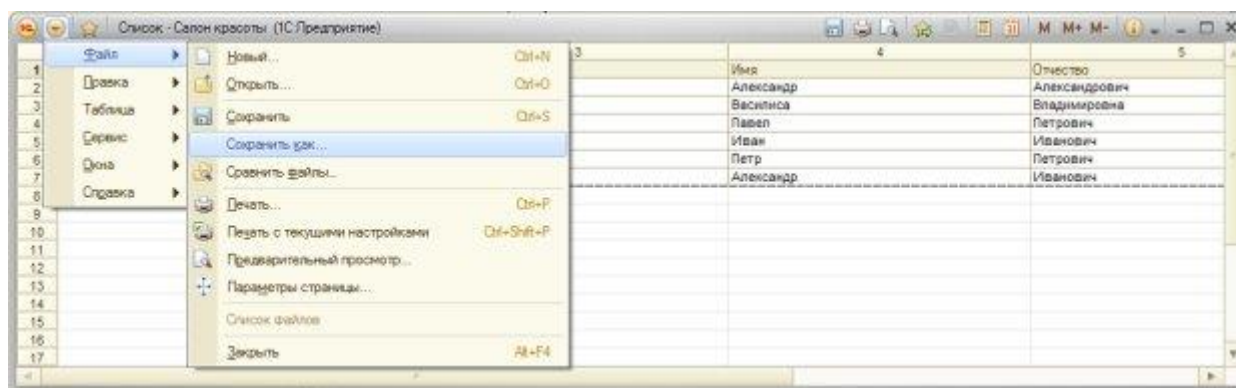 Список - Салон красоты (1С:Предприятие)
M M+ M-
3 4 5
Файл
Правка
Таблица
Сервис
Окна
Справка
Новый... Ctrl+N
Открыть... Ctrl+O
Сохранить Ctrl+S
Сохранить как...
Сравнить файлы...
Печать... Ctrl+P
Печать с текущими настройками Ctrl+Shift+P
Предварительный просмотр...
Параметры страницы...
Список файлов
Закрыть Alt+F4
1 Имя Отчество
2 Александр Александрович
3 Василиса Владимировна
4 Павел Петрович
5 Иван Иванович
6 Петр Петрович
7 Александр Иванович
8
9
10
11
12
13
14
15
16
17